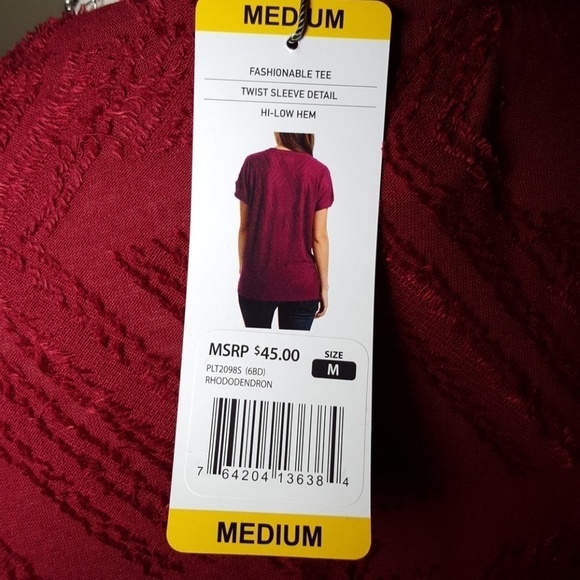 MEDIUM
FASHIONABLE TEE
TWIST SLEEVE DETAIL
HI-LOW HEM
MSRP $45.00
SIZE
M
PLT2098S (6BD)
RHODODENDRON
7 64204 13638 4
MEDIUM